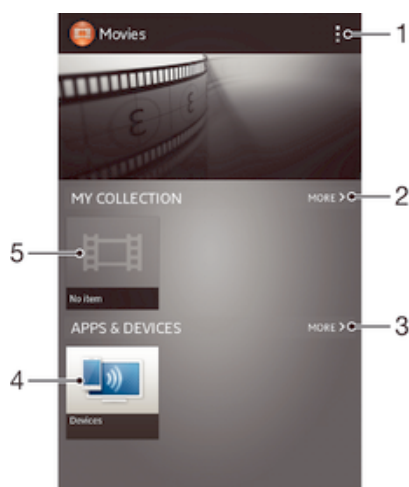 Movies
1
MY COLLECTION
MORE
2
5
No item
APPS & DEVICES
MORE
3
4
Devices